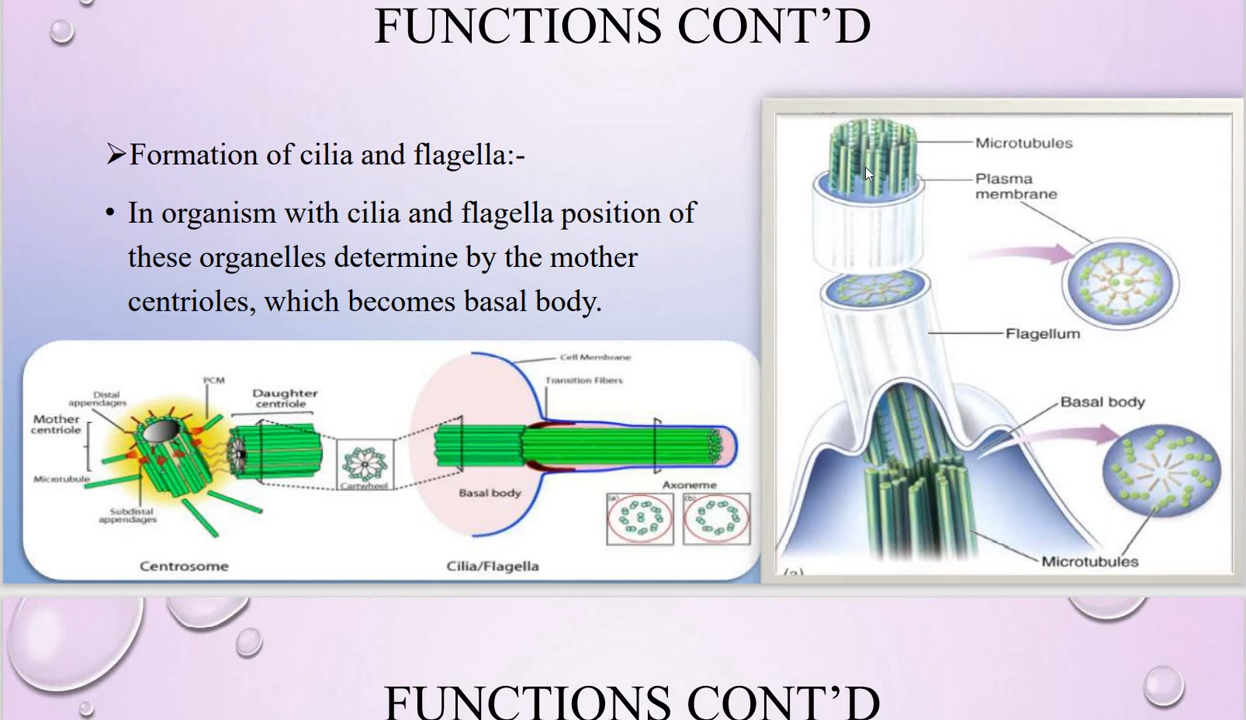 FUNCTIONS CONT’D
➢Formation of cilia and flagella:-
• In organism with cilia and flagella position of
these organelles determine by the mother
centrioles, which becomes basal body.
Distal
appendages
PCM
Mother
centriole
Daughter
centriole
Microtubule
Subdistal
appendages
Cartwheel
Centrosome
Cell Membrane
Transition Fibers
Basal body
Axoneme
(a)
(b)
Cilia/Flagella
Microtubules
Plasma
membrane
Flagellum
Basal body
Microtubules
(a)
FUNCTIONS CONT’D